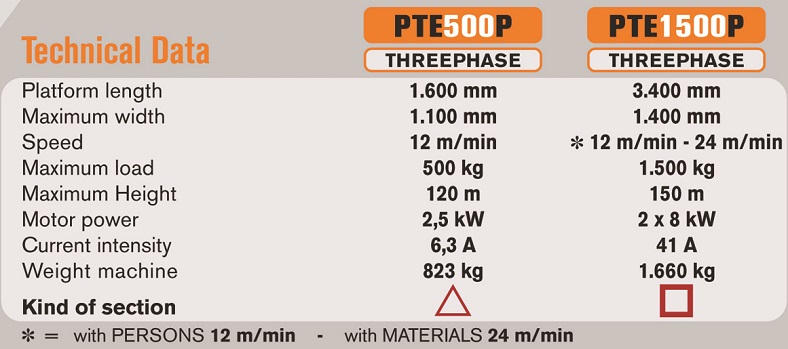 PTE500P PTE1500P
Technical Data THREEPHASE THREEPHASE
Platform length 1.600 mm 3.400 mm
Maximum width 1.100 mm 1.400 mm
Speed 12 m/min * 12 m/min - 24 m/min
Maximum load 500 kg 1.500 kg
Maximum Height 120 m 150 m
Motor power 2,5 kW 2 x 8 kW
Current intensity 6,3 A 41 A
Weight machine 823 kg 1.660 kg
Kind of section
* = with PERSONS 12 m/min - with MATERIALS 24 m/min